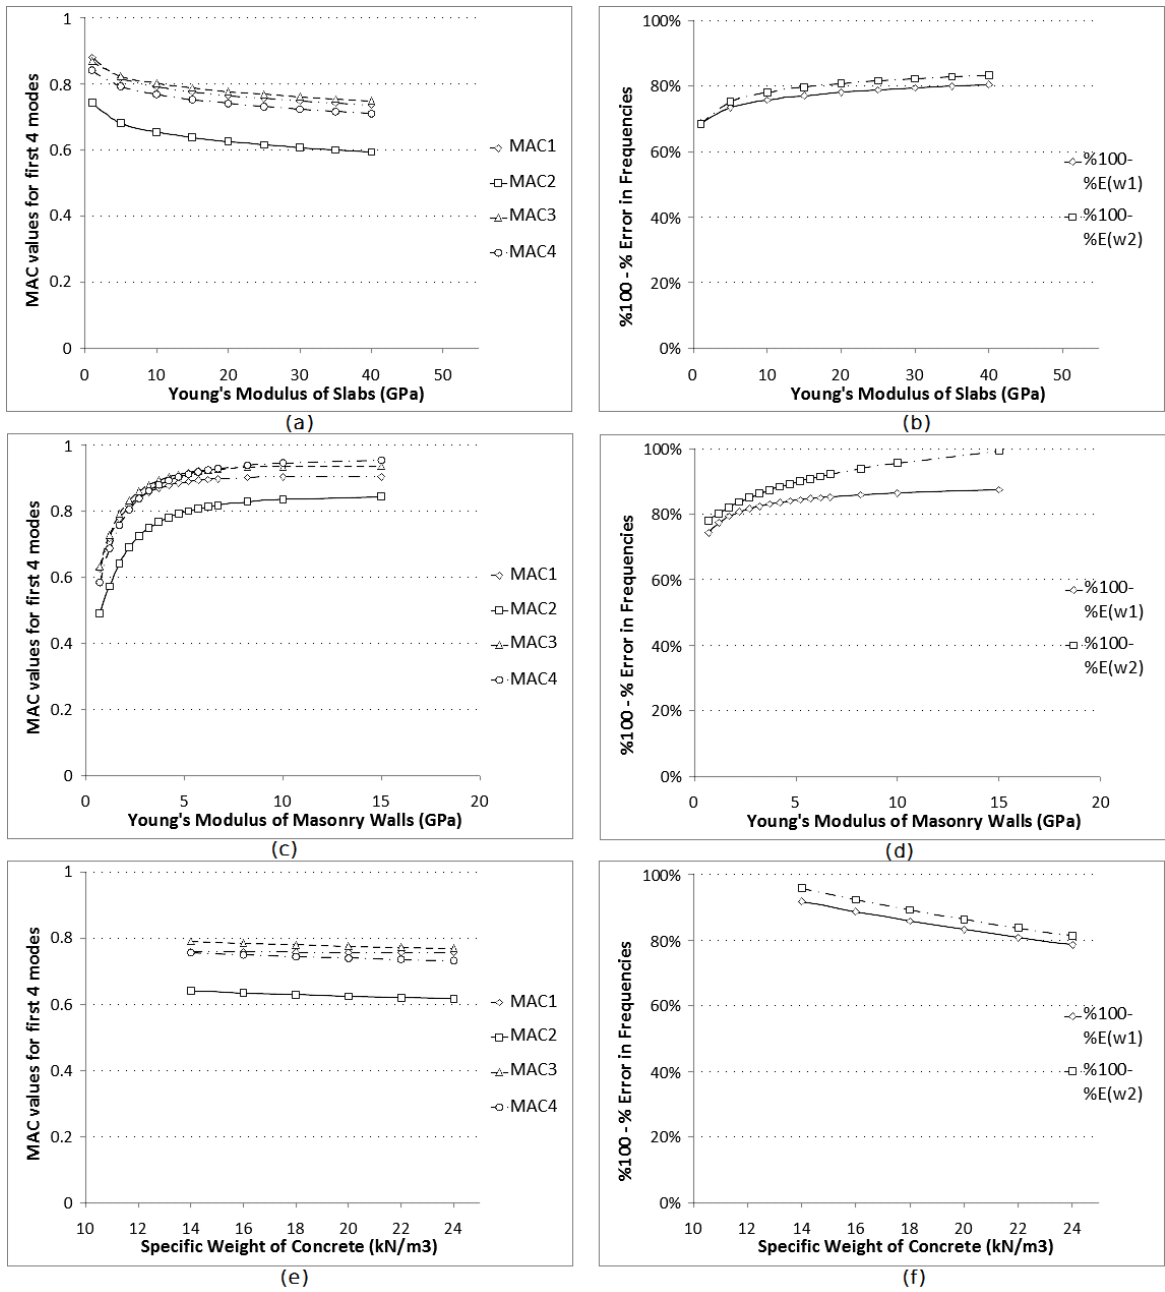 MAC values for first 4 modes
1
0.8
0.6
0.4
0.2
0
0 10 20 30 40 50
Young's Modulus of Slabs (GPa)
MAC1
MAC2
MAC3
MAC4
(a)
%100 - % Error in Frequencies
100%
80%
60%
40%
20%
0%
0 10 20 30 40 50
Young's Modulus of Slabs (GPa)
%100-
%E(w1)
%100-
%E(w2)
(b)
MAC values for first 4 modes
1
0.8
0.6
0.4
0.2
0
0 5 10 15 20
Young's Modulus of Masonry Walls (GPa)
MAC1
MAC2
MAC3
MAC4
(c)
%100 - % Error in Frequencies
100%
80%
60%
40%
20%
0%
0 5 10 15 20
Young's Modulus of Masonry Walls (GPa)
%100-
%E(w1)
%100-
%E(w2)
(d)
MAC values for first 4 modes
1
0.8
0.6
0.4
0.2
0
10 12 14 16 18 20 22 24
Specific Weight of Concrete (kN/m3)
MAC1
MAC2
MAC3
MAC4
(e)
%100 - % Error in Frequencies
100%
80%
60%
40%
20%
0%
10 12 14 16 18 20 22 24
Specific Weight of Concrete (kN/m3)
%100-
%E(w1)
%100-
%E(w2)
(f)